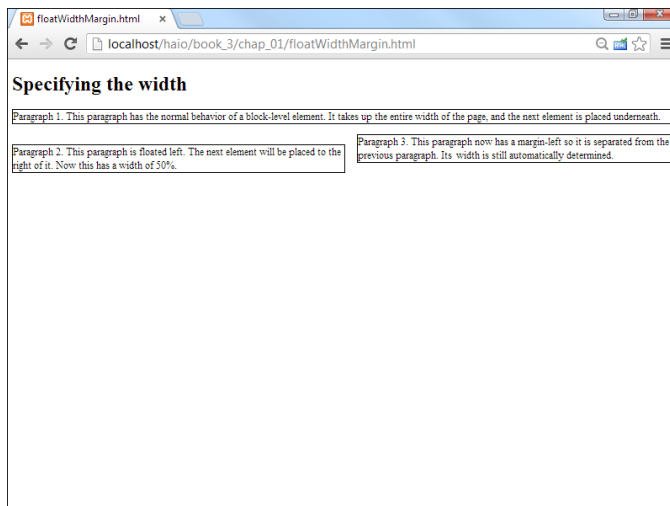 floatWidthMargin.html
localhost/haio/book_3/chap_01/floatWidthMargin.html
Specifying the width
Paragraph 1. This paragraph has the normal behavior of a block-level element. It takes up the entire width of the page, and the next element is placed underneath.
Paragraph 2. This paragraph is floated left. The next element will be placed to the
right of it. Now this has a width of 50%.
Paragraph 3. This paragraph now has a margin-left so it is separated from the
previous paragraph. Its width is still automatically determined.